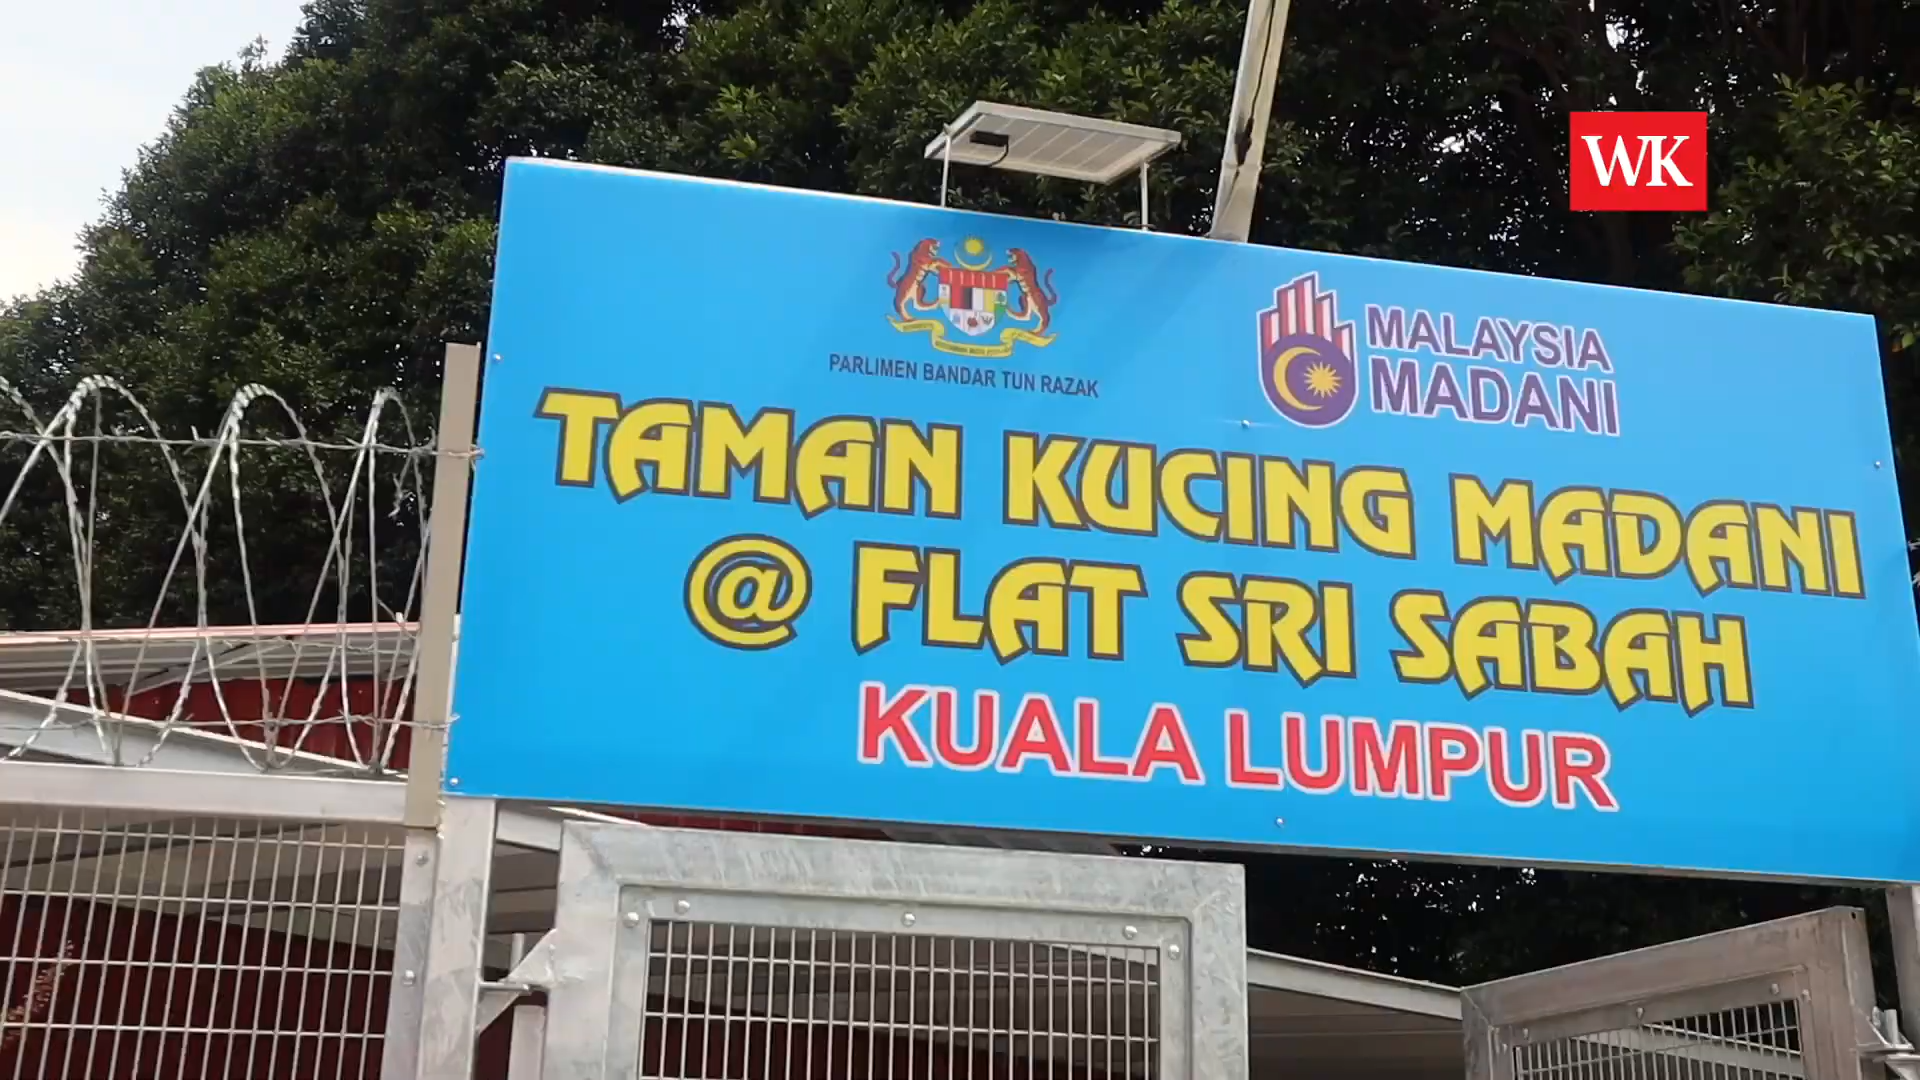 WK
PARLIMEN BANDAR TUN RAZAK
MALAYSIA
MADANI
TAMAN KUCING MADANI
@ FLAT SRI SABAH
KUALA LUMPUR